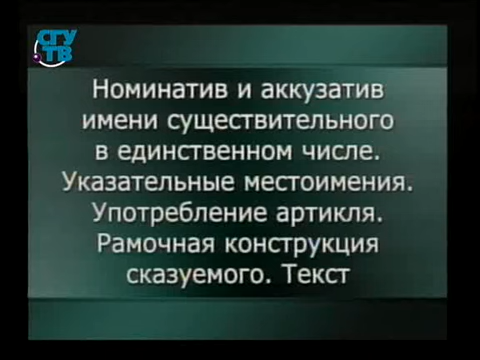 СГУ
ТВ
Номинатив и аккузатив
имени существительного
в единственном числе.
Указательные местоимения.
Употребление артикля.
Рамочная конструкция
сказуемого. Текст